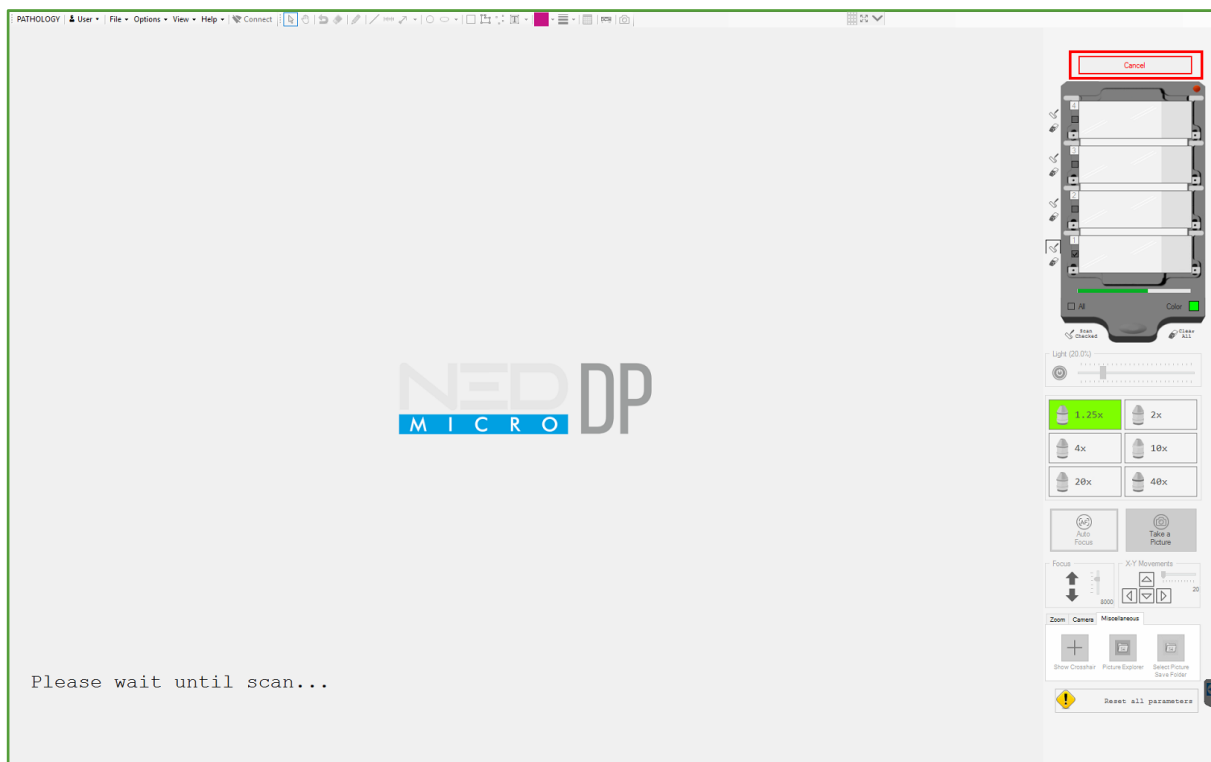 PATHOLOGY User File Options View Help Connect
Cancel
4
3
2
1
All Color
Scan Checked
Clear All
Light (20.0%)
1.25x 2x
4x 10x
20x 40x
Auto Focus
Take a Picture
Focus X-Y Movements
8000 20
Zoom Camera Miscellaneous
Show Crosshair Picture Explorer Select Picture Save Folder
Reset all parameters
NED DP
MICRO
Please wait until scan...